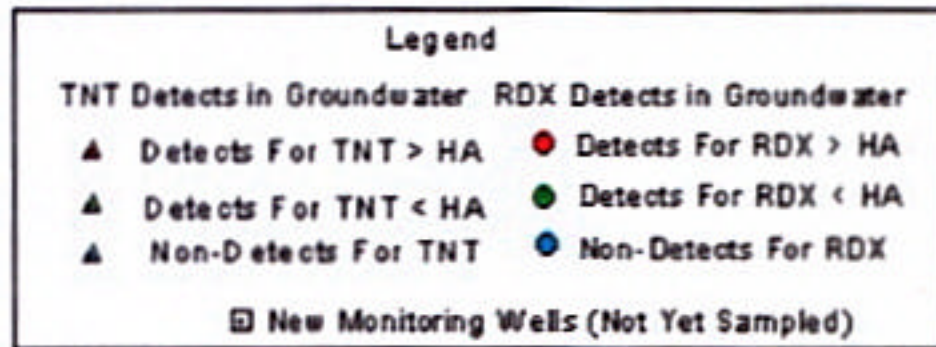 Legend
TNT Detects in Groundwater RDX Detects in Groundwater
Detects For TNT > HA Detects For RDX > HA
Detects For TNT < HA Detects For RDX < HA
Non-Detects For TNT Non-Detects For RDX
New Monitoring Wells (Not Yet Sampled)